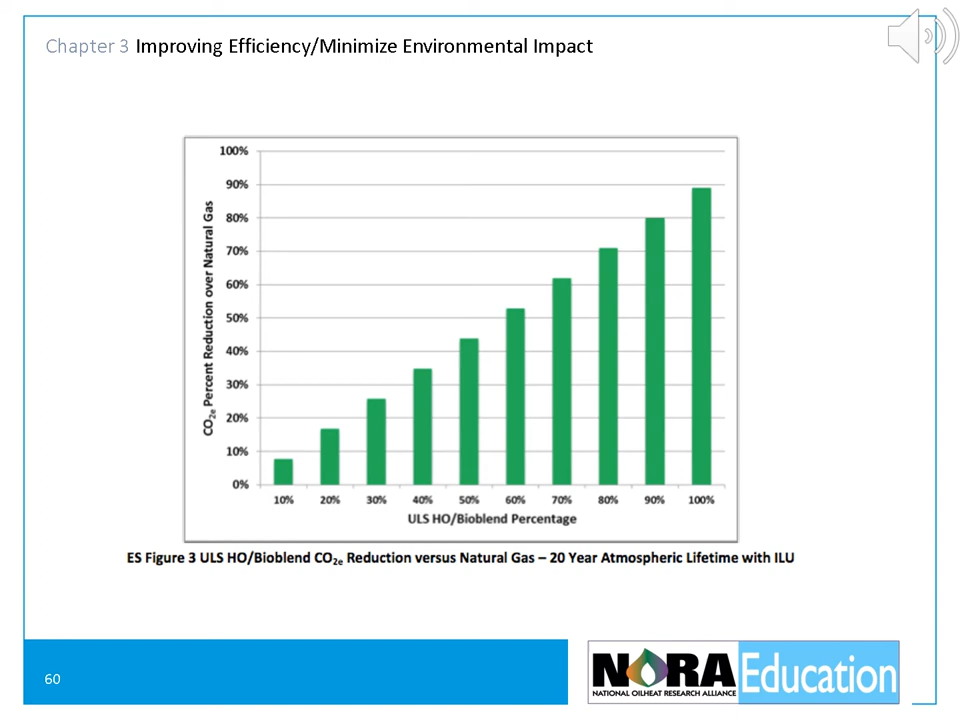 Chapter 3 Improving Efficiency/Minimize Environmental Impact
CO2e Percent Reduction over Natural Gas
100%
90%
80%
70%
60%
50%
40%
30%
20%
10%
0%
10% 20% 30% 40% 50% 60% 70% 80% 90% 100%
ULS HO/Bioblend Percentage
ES Figure 3 ULS HO/Bioblend CO2e Reduction versus Natural Gas – 20 Year Atmospheric Lifetime with ILU
60
NORA Education
NATIONAL OILHEAT RESEARCH ALLIANCE